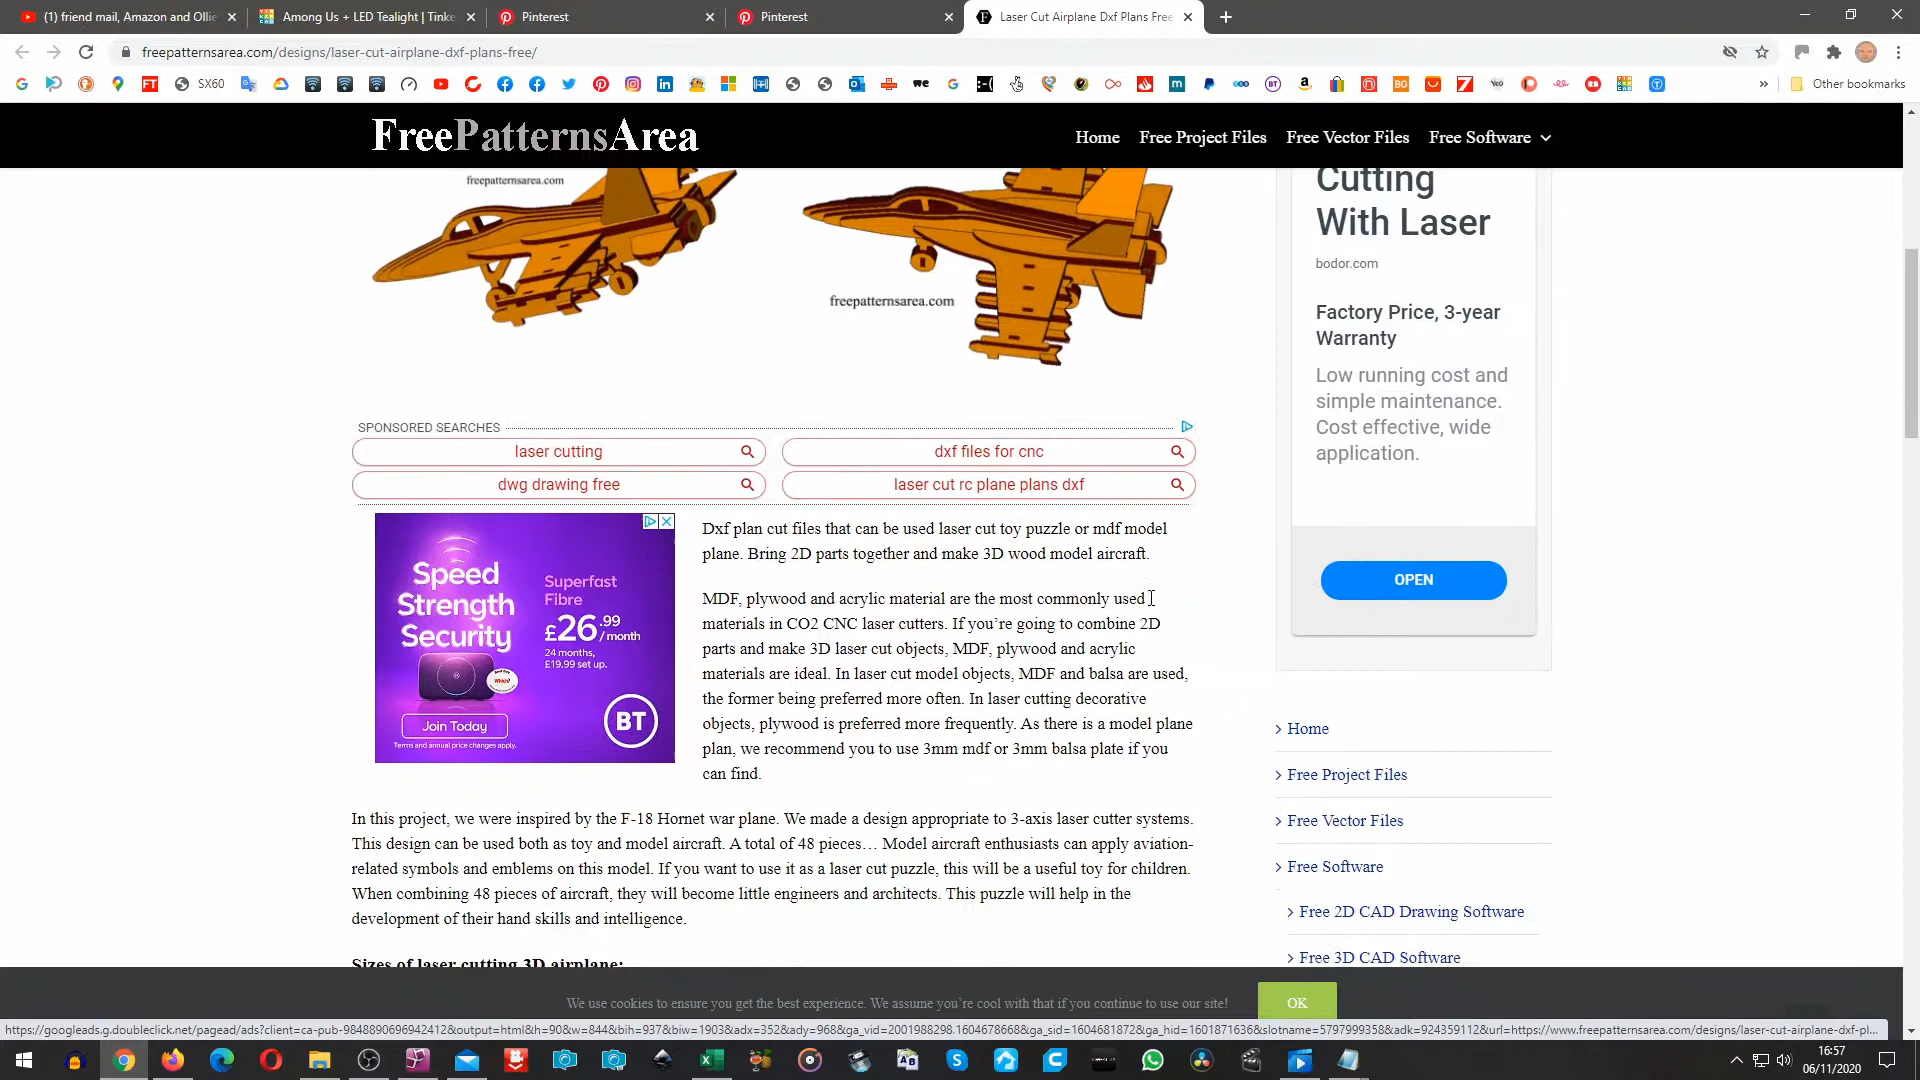 (1) friend mail, Amazon and Ollie
Among Us + LED Tealight | Tinke
Pinterest
Pinterest
Laser Cut Airplane Dxf Plans Free
freepatternsarea.com/designs/laser-cut-airplane-dxf-plans-free/
SX60
Other bookmarks
FreePatternsArea
Home
Free Project Files
Free Vector Files
Free Software
freepatternsarea.com
freepatternsarea.com
Cutting
With Laser
bodor.com
Factory Price, 3-year
Warranty
Low running cost and
simple maintenance.
Cost effective, wide
application.
OPEN
SPONSORED SEARCHES
laser cutting
dxf files for cnc
dwg drawing free
laser cut rc plane plans dxf
Speed
Strength
Security
Superfast
Fibre
£26.99/month
24 months,
£19.99 set up.
Join Today
Terms and annual price changes apply.
BT
Dxf plan cut files that can be used laser cut toy puzzle or mdf model
plane. Bring 2D parts together and make 3D wood model aircraft.
MDF, plywood and acrylic material are the most commonly used
materials in CO2 CNC laser cutters. If you’re going to combine 2D
parts and make 3D laser cut objects, MDF, plywood and acrylic
materials are ideal. In laser cut model objects, MDF and balsa are used,
the former being preferred more often. In laser cutting decorative
objects, plywood is preferred more frequently. As there is a model plane
plan, we recommend you to use 3mm mdf or 3mm balsa plate if you
can find.
In this project, we were inspired by the F-18 Hornet war plane. We made a design appropriate to 3-axis laser cutter systems.
This design can be used both as toy and model aircraft. A total of 48 pieces… Model aircraft enthusiasts can apply aviation-
related symbols and emblems on this model. If you want to use it as a laser cut puzzle, this will be a useful toy for children.
When combining 48 pieces of aircraft, they will become little engineers and architects. This puzzle will help in the
development of their hand skills and intelligence.
Sizes of laser cutting 3D airplane:
Home
Free Project Files
Free Vector Files
Free Software
Free 2D CAD Drawing Software
Free 3D CAD Software
We use cookies to ensure you get the best experience. We assume you’re cool with that if you continue to use our site!
OK
https://googleads.g.doubleclick.net/pagead/ads?client=ca-pub-9848890696942412&output=html&h=90&w=844&bih=937&biw=1903&adx=352&ady=968&ga_vid=2001988298.1604678668&ga_sid=1604681872&ga_hid=1601871636&slotname=5797999358&adk=924359112&url=https://www.freepatternsarea.com/designs/laser-cut-airplane-dxf-pl...
16:57
06/11/2020